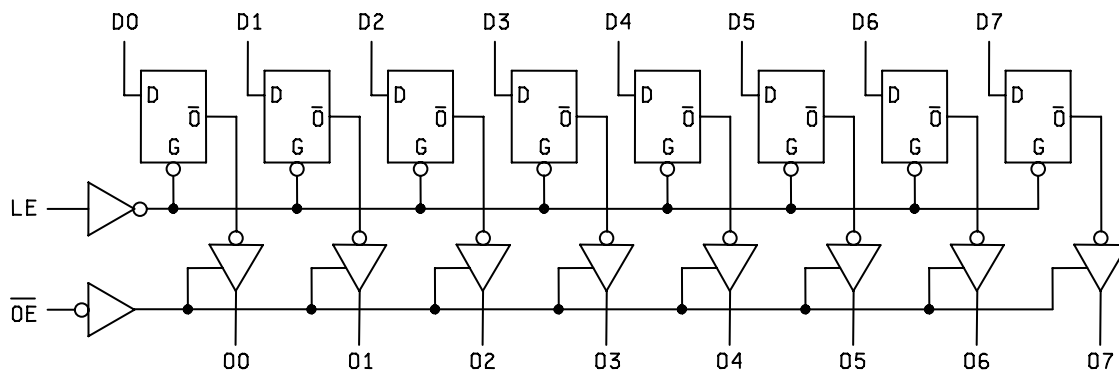 D0 D1 D2 D3 D4 D5 D6 D7
D D D D D D D D
O̅ O̅ O̅ O̅ O̅ O̅ O̅ O̅
G G G G G G G G
LE
O̅E̅
O0 O1 O2 O3 O4 O5 O6 O7